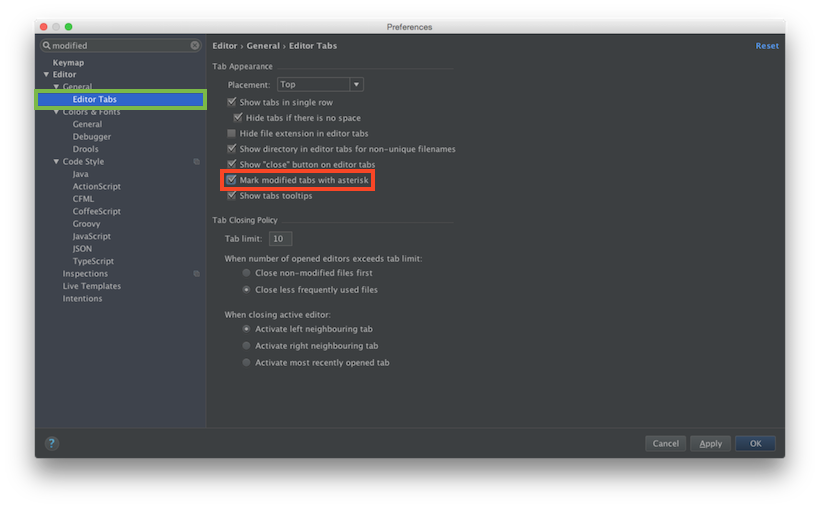 Preferences
modified
Editor › General › Editor Tabs
Reset
Keymap
Editor
General
Editor Tabs
Colors & Fonts
General
Debugger
Drools
Code Style
Java
ActionScript
CFML
CoffeeScript
Groovy
JavaScript
JSON
TypeScript
Inspections
Live Templates
Intentions
Tab Appearance
Placement: Top
Show tabs in single row
Hide tabs if there is no space
Hide file extension in editor tabs
Show directory in editor tabs for non-unique filenames
Show "close" button on editor tabs
Mark modified tabs with asterisk
Show tabs tooltips
Tab Closing Policy
Tab limit: 10
When number of opened editors exceeds tab limit:
Close non-modified files first
Close less frequently used files
When closing active editor:
Activate left neighbouring tab
Activate right neighbouring tab
Activate most recently opened tab
?
Cancel Apply OK